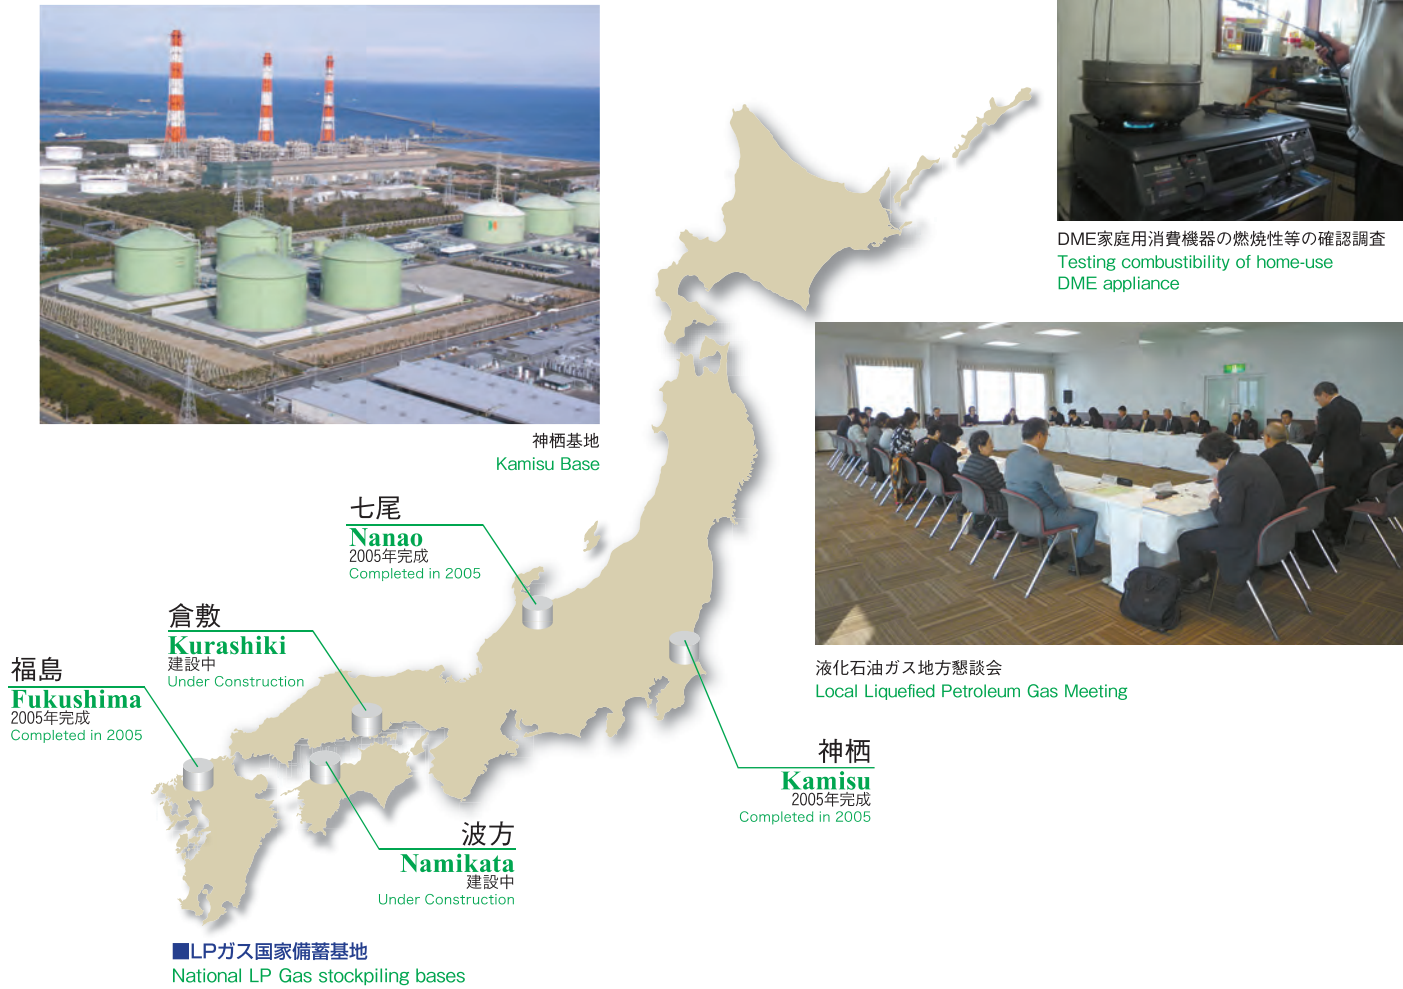 神栖基地
Kamisu Base
DME家庭用消費機器の燃焼性等の確認調査
Testing combustibility of home-use
DME appliance
液化石油ガス地方懇談会
Local Liquefied Petroleum Gas Meeting
七尾
Nanao
2005年完成
Completed in 2005
倉敷
Kurashiki
建設中
Under Construction
福島
Fukushima
2005年完成
Completed in 2005
神栖
Kamisu
2005年完成
Completed in 2005
波方
Namikata
建設中
Under Construction
■LPガス国家備蓄基地
National LP Gas stockpiling bases